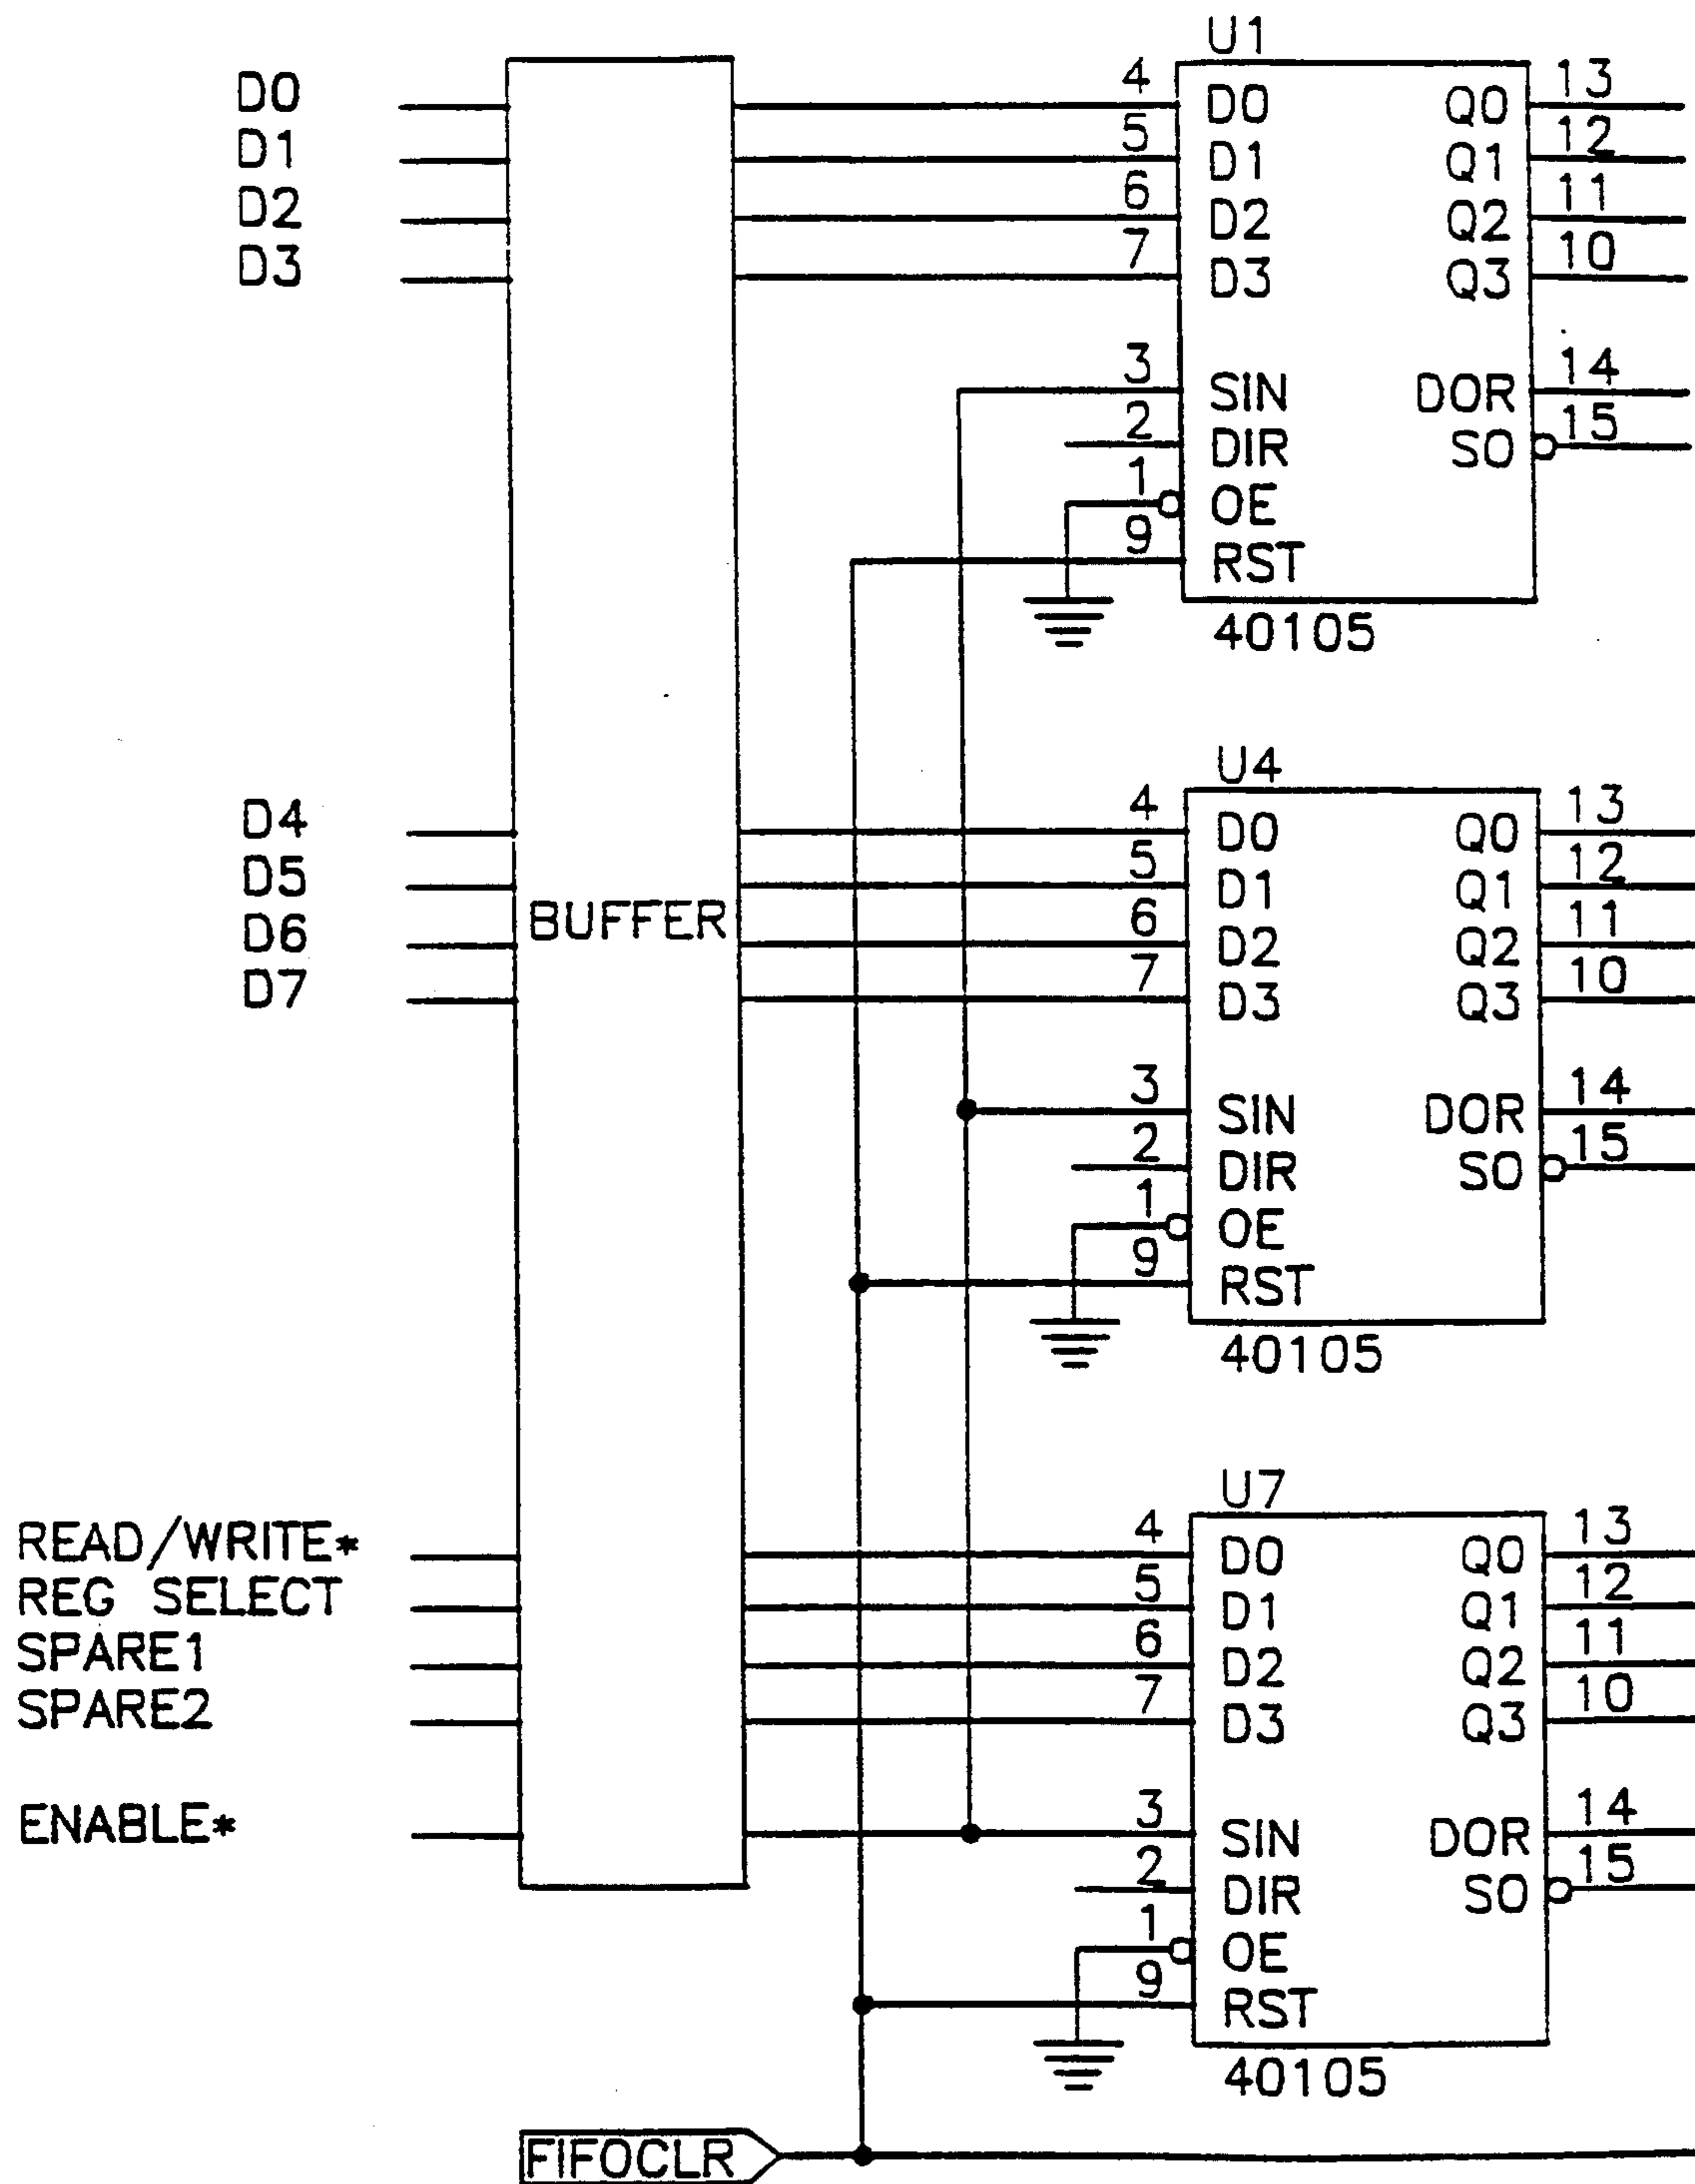 U1
D0 4 D0 Q0 13
D1 5 D1 Q1 12
D2 6 D2 Q2 11
D3 7 D3 Q3 10
3 SIN DOR 14
2 DIR SO 15
1 OE
9 RST
40105
U4
D4 4 D0 Q0 13
D5 5 D1 Q1 12
BUFFER
D6 6 D2 Q2 11
D7 7 D3 Q3 10
3 SIN DOR 14
2 DIR SO 15
1 OE
9 RST
40105
U7
READ/WRITE* 4 D0 Q0 13
REG SELECT 5 D1 Q1 12
SPARE1 6 D2 Q2 11
SPARE2 7 D3 Q3 10
ENABLE* 3 SIN DOR 14
2 DIR SO 15
1 OE
9 RST
40105
FIFOCLR